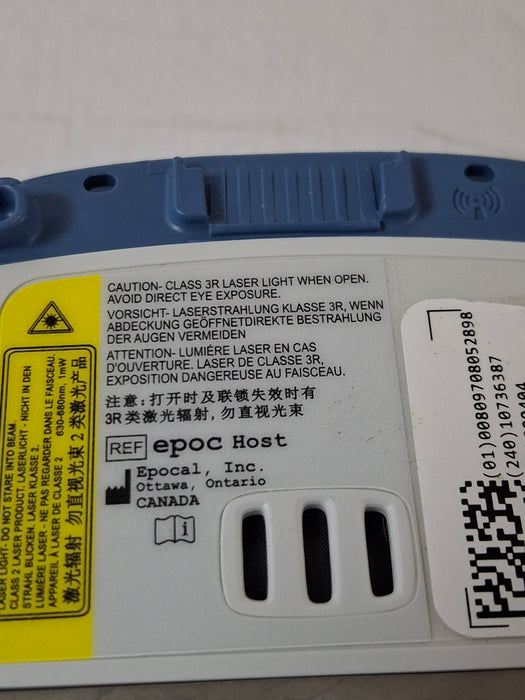 CAUTION- CLASS 3R LASER LIGHT WHEN OPEN.
AVOID DIRECT EYE EXPOSURE.
VORSICHT- LASERSTRAHLUNG KLASSE 3R, WENN
ABDECKUNG GEÖFFNETDIREKTE BESTRAHLUNG
DER AUGEN VERMEIDEN
ATTENTION- LUMIÉRE LASER EN CAS
D'OUVERTURE. LASER DE CLASSE 3R,
EXPOSITION DANGEREUSE AU FAISCEAU.
注意: 打开时及联锁失效时有
3R类激光辐射, 勿直视光束
REF epoc Host
Epocal, Inc.
Ottawa, Ontario
CANADA
LASER LIGHT- DO NOT STARE INTO BEAM.
CLASS 2 LASER PRODUCT. LASERLICHT - NICHT IN DEN
STRAHL BLICKEN. LASER KLASSE 2.
LUMIÈRE LASER - NE PAS REGARDER DANS LE FAISCEAU.
APPAREIL À LASER DE CLASSE 2 630-680nm, 1mW
激光辐射 勿直视光束 2 类激光产品
(01)00809708052898
(240)10736387